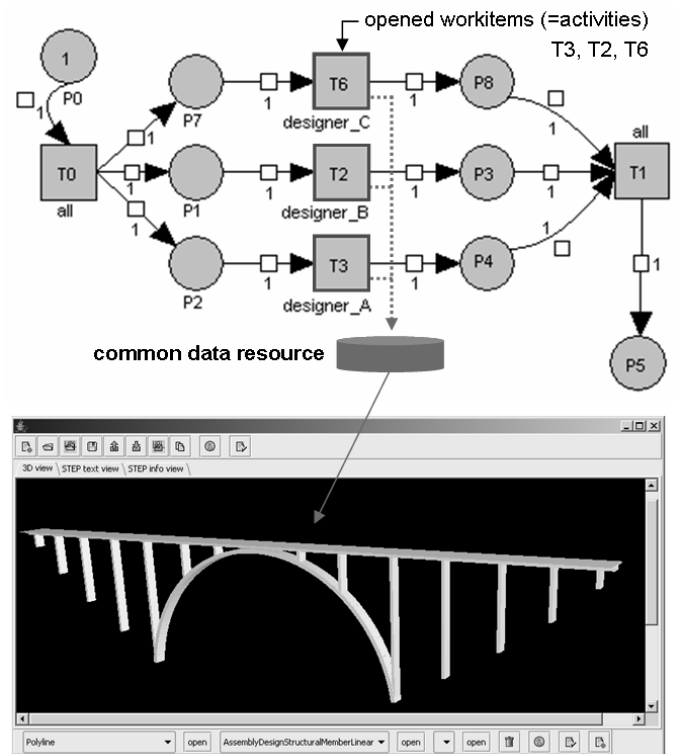 opened workitems (=activities)
T3, T2, T6
1
P0
1
T0
all
1
1
1
P7
P1
P2
1
1
1
T6
designer_C
T2
designer_B
T3
designer_A
1
1
1
P8
P3
P4
1
1
1
all
T1
1
P5
common data resource
3D view
STEP text view
STEP info view
Polyline
open
AssemblyDesignStructuralMemberLinear
open
open